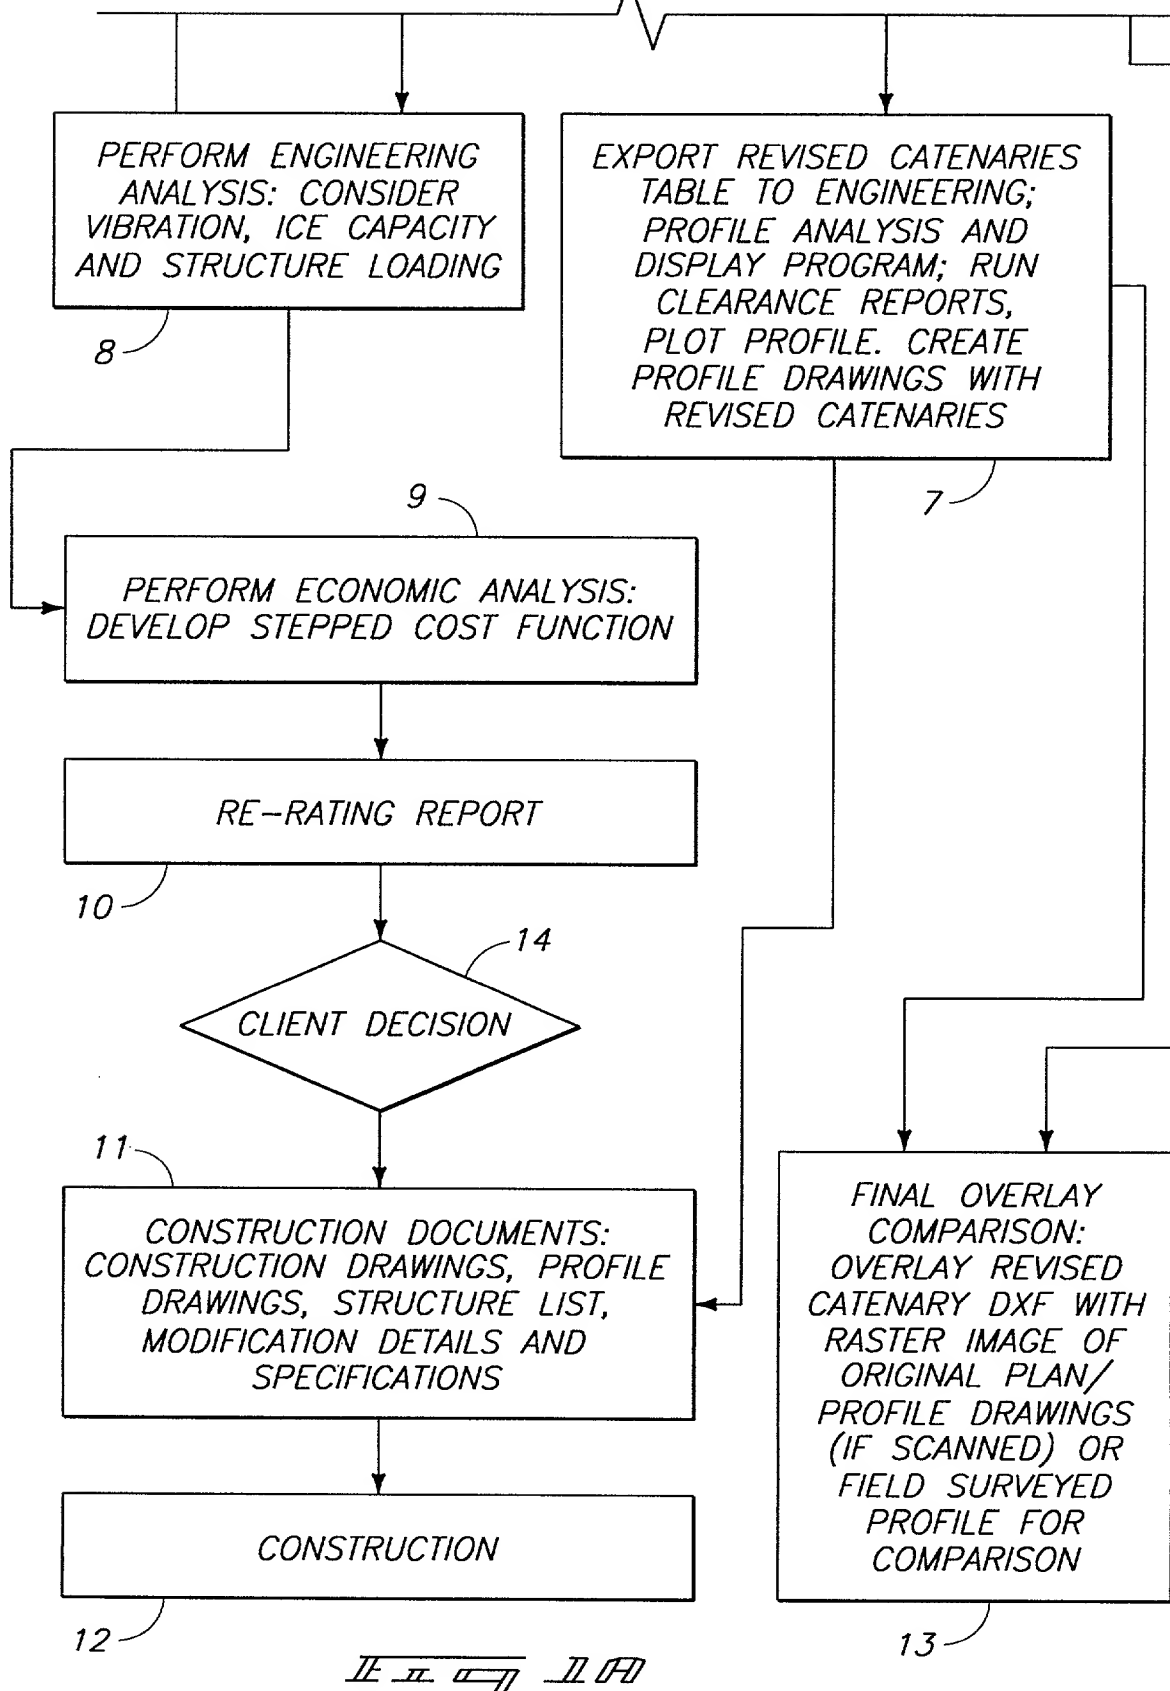 PERFORM ENGINEERING
ANALYSIS: CONSIDER
VIBRATION, ICE CAPACITY
AND STRUCTURE LOADING
8
EXPORT REVISED CATENARIES
TABLE TO ENGINEERING;
PROFILE ANALYSIS AND
DISPLAY PROGRAM; RUN
CLEARANCE REPORTS,
PLOT PROFILE. CREATE
PROFILE DRAWINGS WITH
REVISED CATENARIES
7
9
PERFORM ECONOMIC ANALYSIS:
DEVELOP STEPPED COST FUNCTION
RE-RATING REPORT
10
14
CLIENT DECISION
11
CONSTRUCTION DOCUMENTS:
CONSTRUCTION DRAWINGS, PROFILE
DRAWINGS, STRUCTURE LIST,
MODIFICATION DETAILS AND
SPECIFICATIONS
CONSTRUCTION
12
FINAL OVERLAY
COMPARISON:
OVERLAY REVISED
CATENARY DXF WITH
RASTER IMAGE OF
ORIGINAL PLAN/
PROFILE DRAWINGS
(IF SCANNED) OR
FIELD SURVEYED
PROFILE FOR
COMPARISON
13
Fig 1A